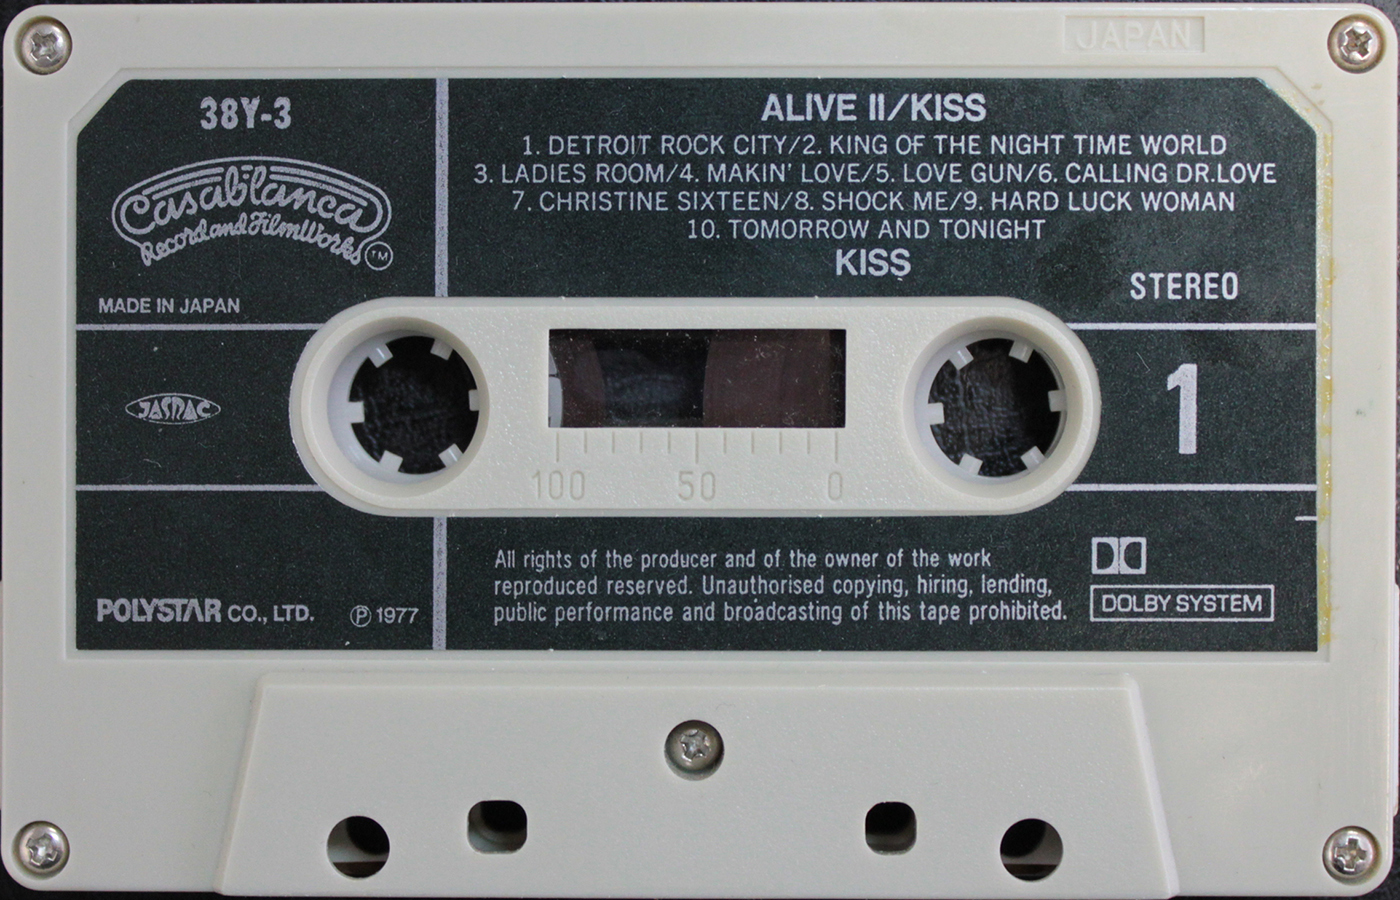 JAPAN
38Y-3
Casablanca
Record and FilmWorks
TM
MADE IN JAPAN
ALIVE II/KISS
1. DETROIT ROCK CITY/2. KING OF THE NIGHT TIME WORLD
3. LADIES ROOM/4. MAKIN' LOVE/5. LOVE GUN/6. CALLING DR.LOVE
7. CHRISTINE SIXTEEN/8. SHOCK ME/9. HARD LUCK WOMAN
10. TOMORROW AND TONIGHT
KISS
STEREO
JASRAC
1
100 50 0
POLYSTAR CO., LTD. Ⓟ 1977
All rights of the producer and of the owner of the work
reproduced reserved. Unauthorised copying, hiring, lending,
public performance and broadcasting of this tape prohibited.
DOLBY SYSTEM